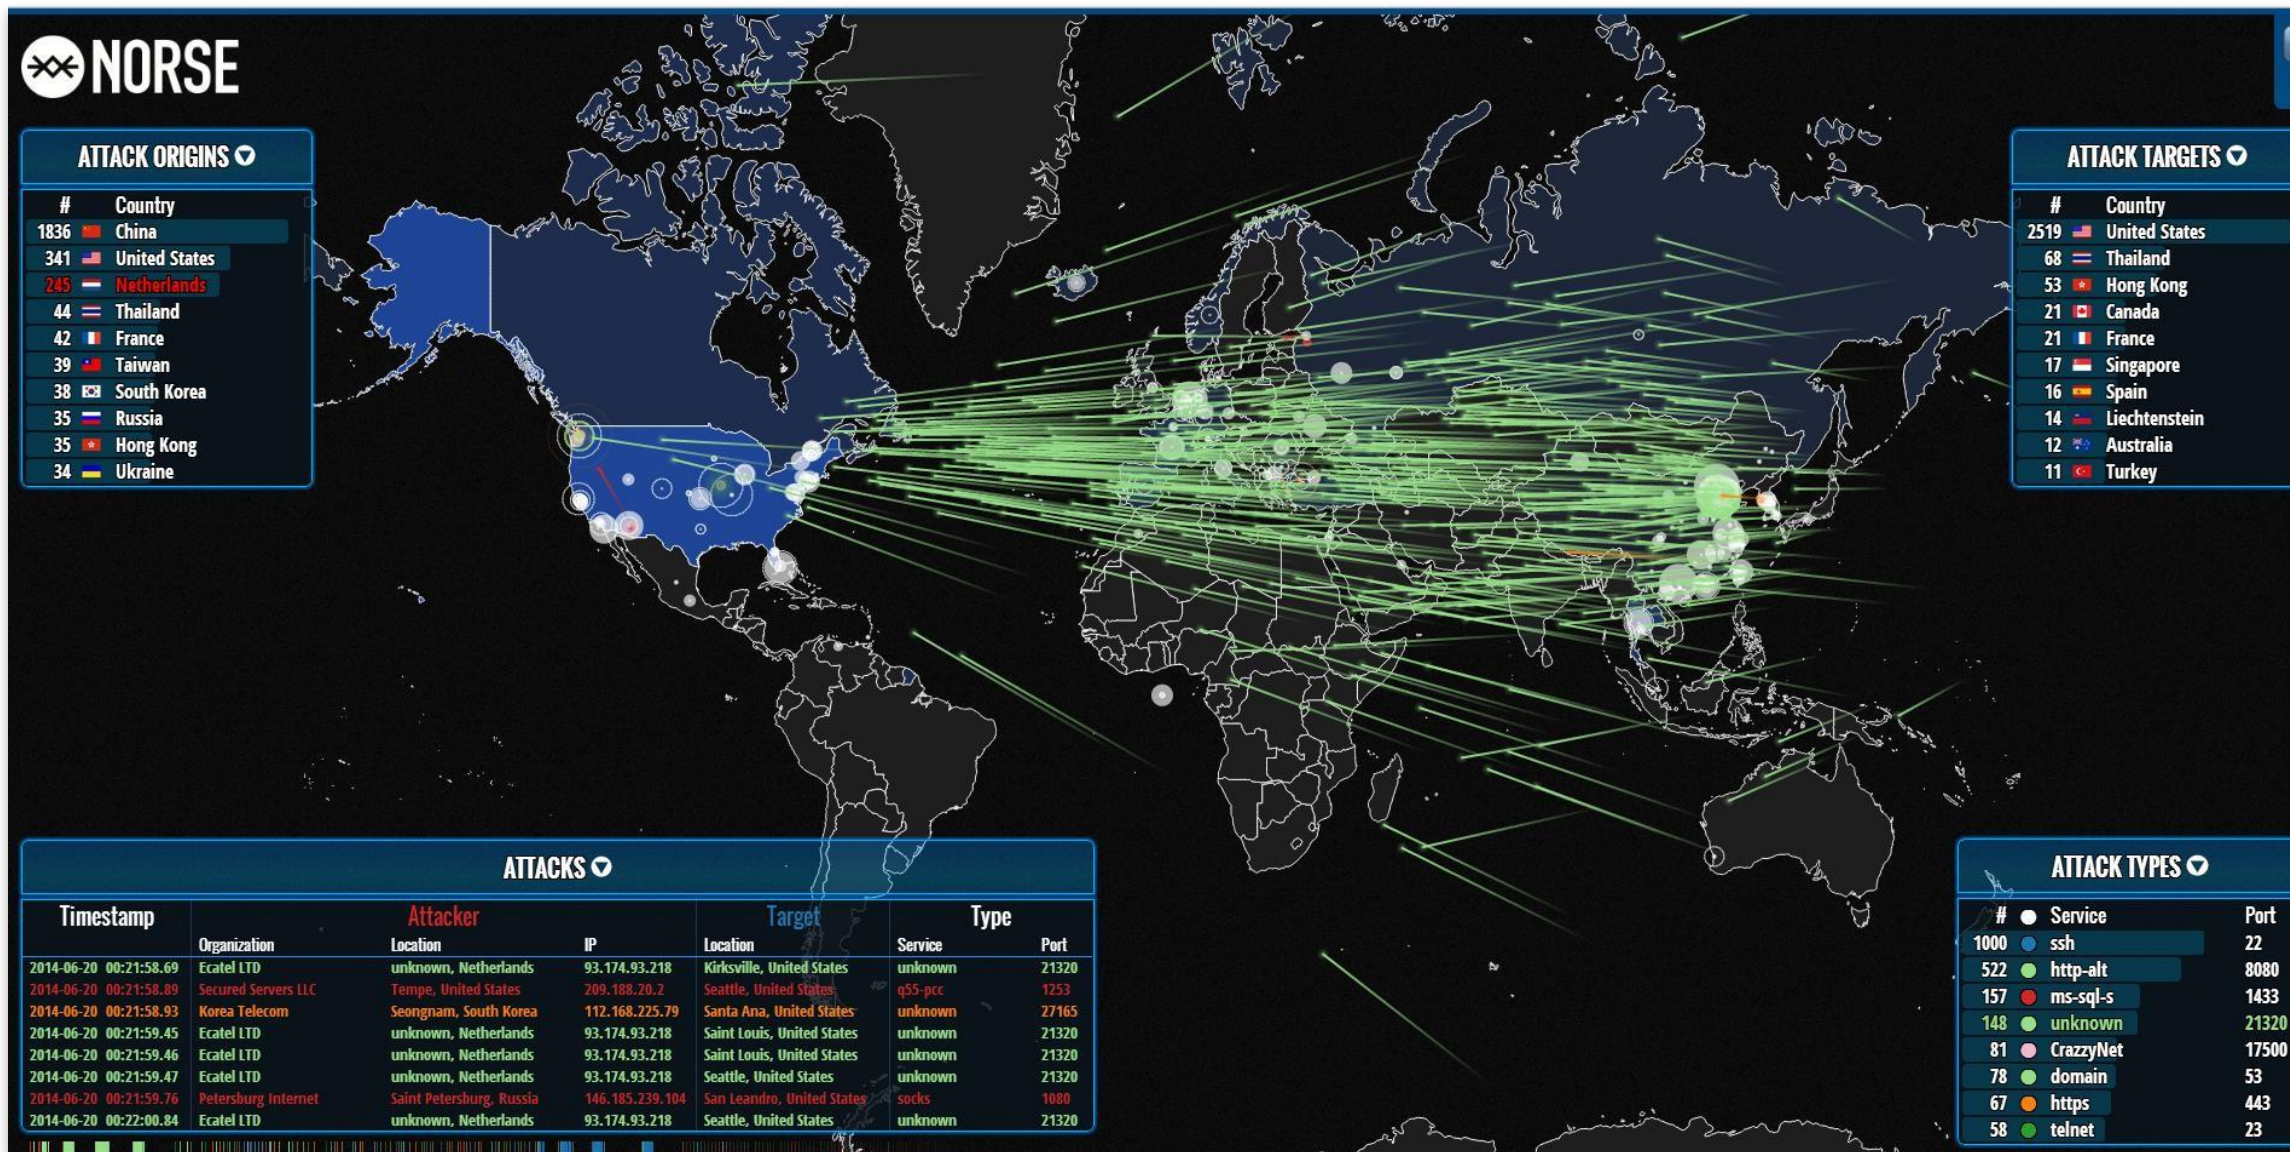 NORSE
ATTACK ORIGINS
# Country
1836 China
341 United States
245 Netherlands
44 Thailand
42 France
39 Taiwan
38 South Korea
35 Russia
35 Hong Kong
34 Ukraine
ATTACK TARGETS
# Country
2519 United States
68 Thailand
53 Hong Kong
21 Canada
21 France
17 Singapore
16 Spain
14 Liechtenstein
12 Australia
11 Turkey
ATTACKS
Timestamp Attacker Target Type
Organization Location IP Location Service Port
2014-06-20 00:21:58.69 Ecatel LTD unknown, Netherlands 93.174.93.218 Kirksville, United States unknown 21320
2014-06-20 00:21:58.89 Secured Servers LLC Tempe, United States 209.188.20.2 Seattle, United States q55-pcc 1253
2014-06-20 00:21:58.93 Korea Telecom Seongnam, South Korea 112.168.225.79 Santa Ana, United States unknown 27165
2014-06-20 00:21:59.45 Ecatel LTD unknown, Netherlands 93.174.93.218 Saint Louis, United States unknown 21320
2014-06-20 00:21:59.46 Ecatel LTD unknown, Netherlands 93.174.93.218 Saint Louis, United States unknown 21320
2014-06-20 00:21:59.47 Ecatel LTD unknown, Netherlands 93.174.93.218 Seattle, United States unknown 21320
2014-06-20 00:21:59.76 Petersburg Internet Saint Petersburg, Russia 146.185.239.104 San Leandro, United States socks 1080
2014-06-20 00:22:00.84 Ecatel LTD unknown, Netherlands 93.174.93.218 Seattle, United States unknown 21320
ATTACK TYPES
# Service Port
1000 ssh 22
522 http-alt 8080
157 ms-sql-s 1433
148 unknown 21320
81 CrazzyNet 17500
78 domain 53
67 https 443
58 telnet 23